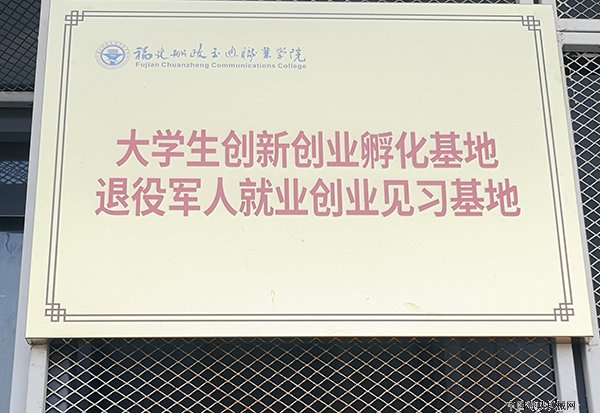 福建船政交通职业学院
Fujian Chuanzheng Communications College
大学生创新创业孵化基地
退役军人就业创业见习基地